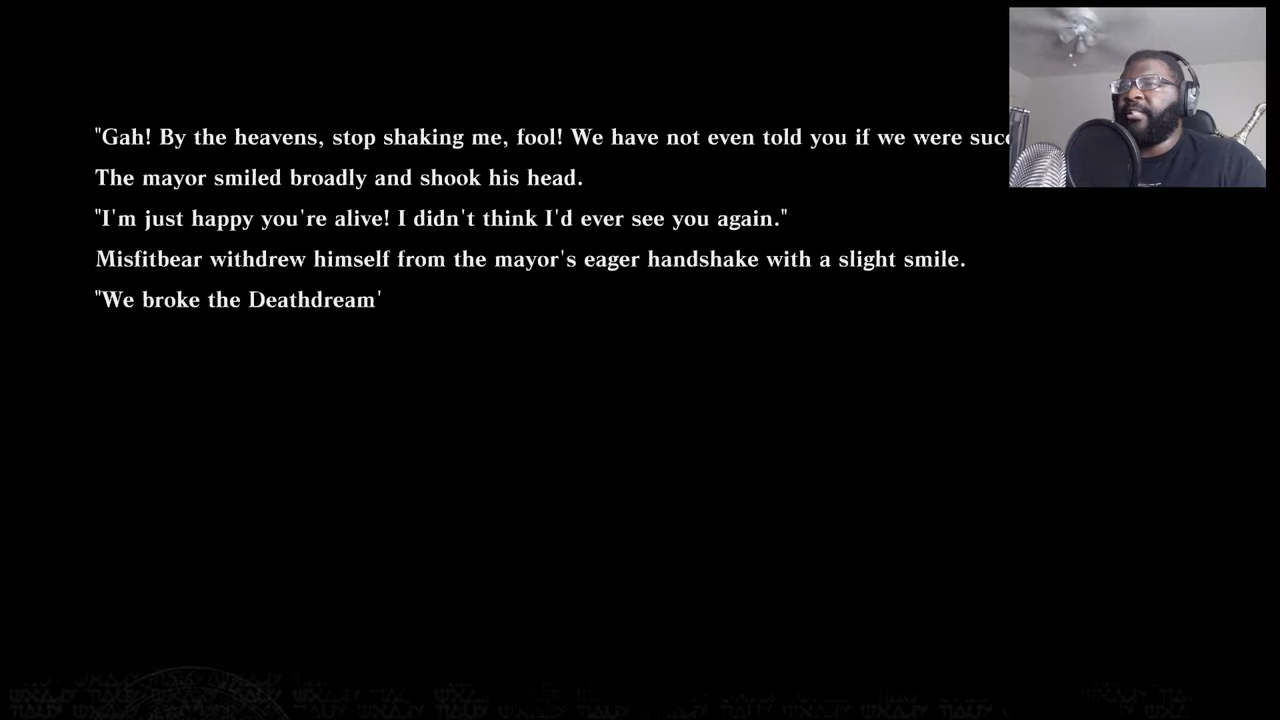 "Gah! By the heavens, stop shaking me, fool! We have not even told you if we were
The mayor smiled broadly and shook his head.
"I'm just happy you're alive! I didn't think I'd ever see you again."
Misfitbear withdrew himself from the mayor's eager handshake with a slight smile.
"We broke the Deathdream'